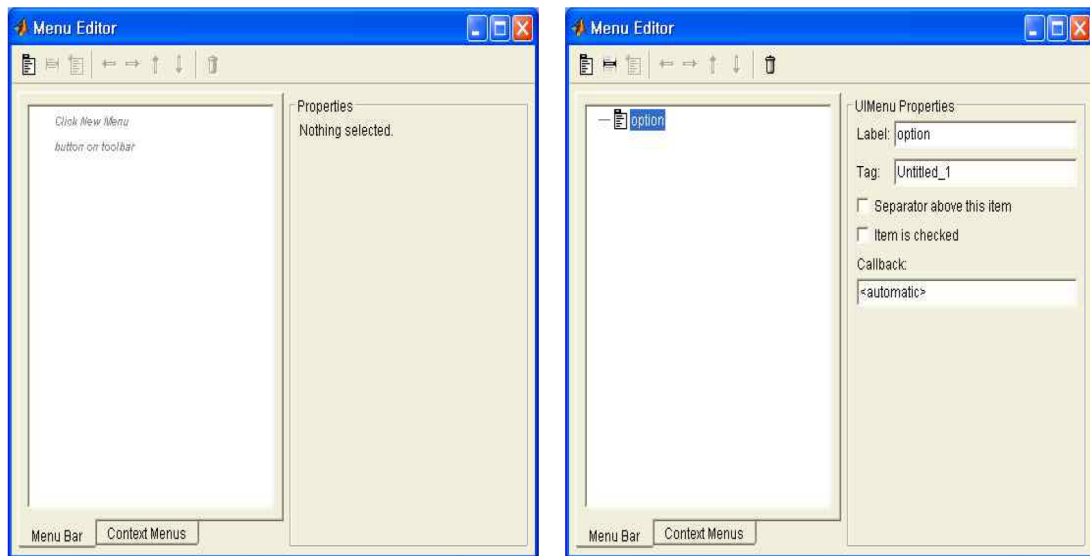 Menu Editor
Click New Menu
button on toolbar
Properties
Nothing selected.
Menu Bar
Context Menus
Menu Editor
option
UIMenu Properties
Label: option
Tag: Untitled_1
Separator above this item
Item is checked
Callback:
<automatic>
Menu Bar
Context Menus